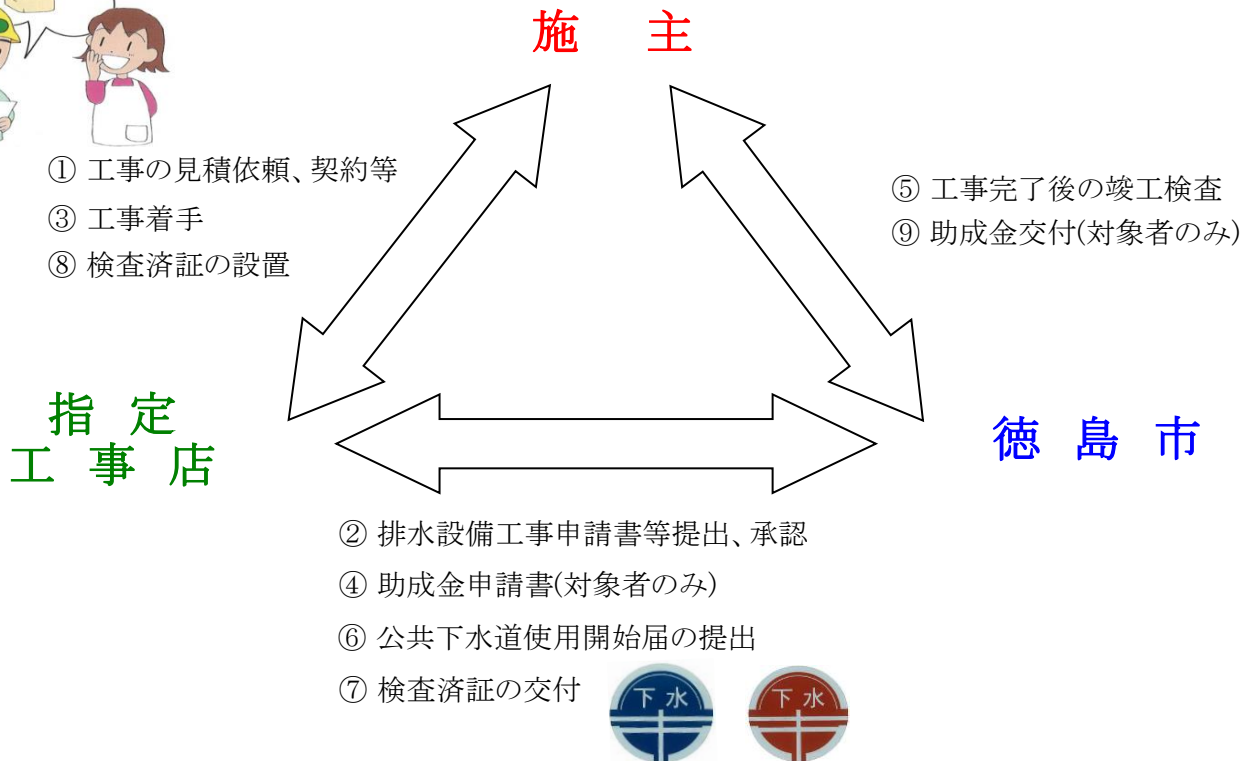 施 主
① 工事の見積依頼、契約等
③ 工事着手
⑧ 検査済証の設置
⑤ 工事完了後の竣工検査
⑨ 助成金交付(対象者のみ)
指 定
工 事 店
徳 島 市
② 排水設備工事申請書等提出、承認
④ 助成金申請書(対象者のみ)
⑥ 公共下水道使用開始届の提出
⑦ 検査済証の交付
下水
下水